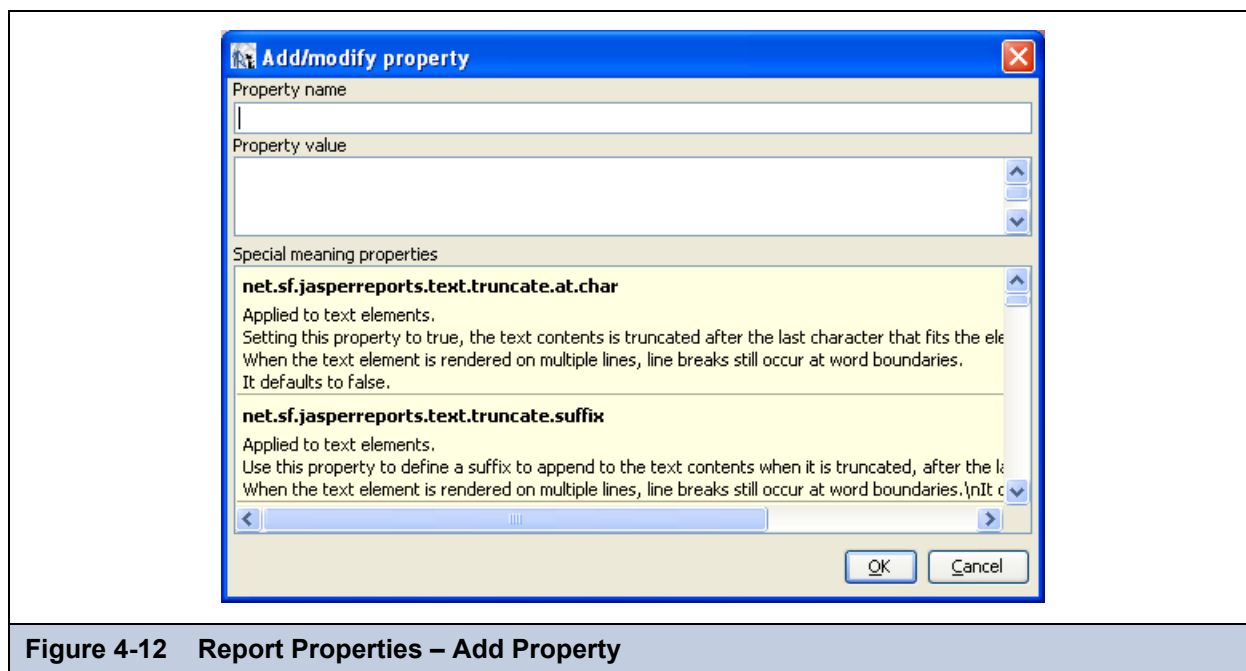 Add/modify property
Property name
Property value
Special meaning properties
net.sf.jasperreports.text.truncate.at.char
Applied to text elements.
Setting this property to true, the text contents is truncated after the last character that fits the ele
When the text element is rendered on multiple lines, line breaks still occur at word boundaries.
It defaults to false.
net.sf.jasperreports.text.truncate.suffix
Applied to text elements.
Use this property to define a suffix to append to the text contents when it is truncated, after the la
When the text element is rendered on multiple lines, line breaks still occur at word boundaries.\nIt d
OK Cancel
Figure 4-12 Report Properties – Add Property